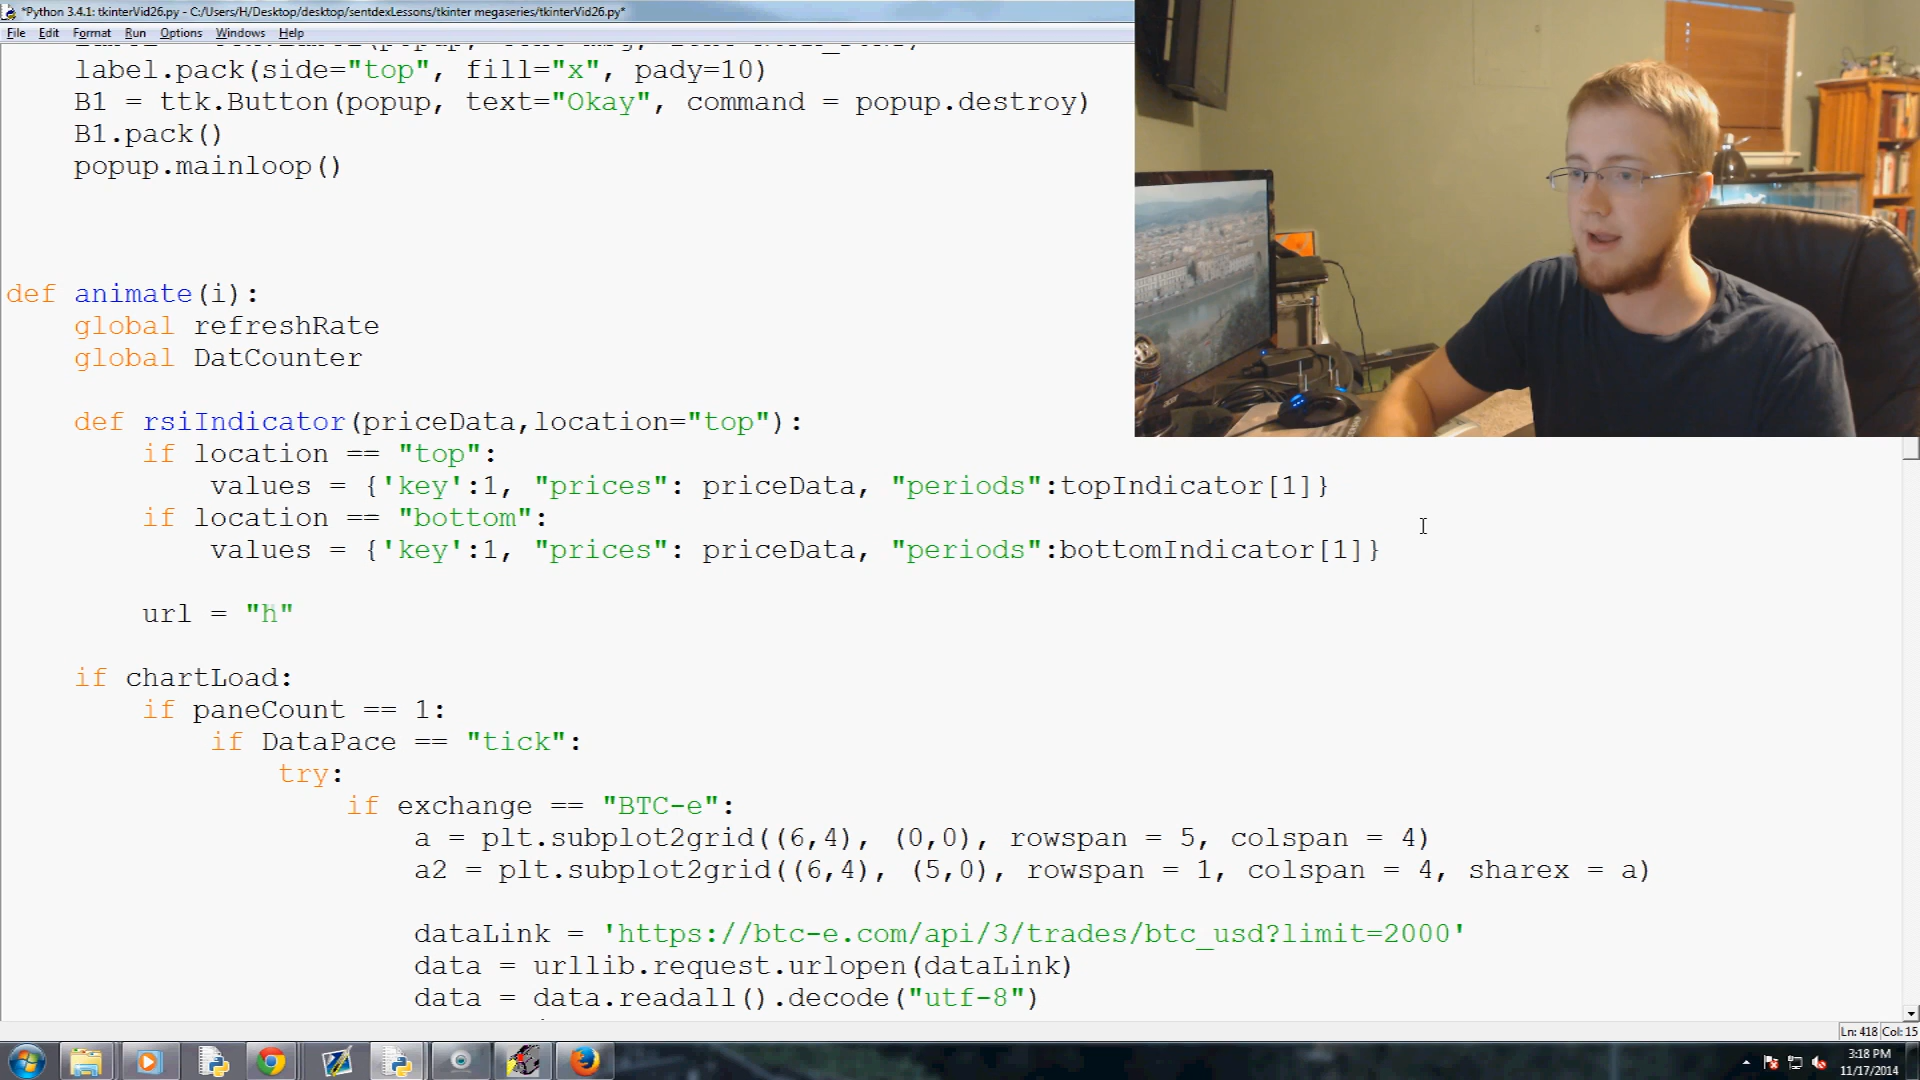 *Python 3.4.1: tkinterVid26.py - C:/Users/H/Desktop/desktop/sentdexLessons/tkinter megaseries/tkinterVid26.py*
File Edit Format Run Options Windows Help
label.pack(side="top", fill="x", pady=10)
B1 = ttk.Button(popup, text="Okay", command = popup.destroy)
B1.pack()
popup.mainloop()
def animate(i):
global refreshRate
global DatCounter
def rsiIndicator(priceData,location="top"):
if location == "top":
values = {'key':1, "prices": priceData, "periods":topIndicator[1]}
if location == "bottom":
values = {'key':1, "prices": priceData, "periods":bottomIndicator[1]}
url = "h"
if chartLoad:
if paneCount == 1:
if DataPace == "tick":
try:
if exchange == "BTC-e":
a = plt.subplot2grid((6,4), (0,0), rowspan = 5, colspan = 4)
a2 = plt.subplot2grid((6,4), (5,0), rowspan = 1, colspan = 4, sharex = a)
dataLink = 'https://btc-e.com/api/3/trades/btc_usd?limit=2000'
data = urllib.request.urlopen(dataLink)
data = data.readall().decode("utf-8")
Ln: 418 Col: 15
3:18 PM
11/17/2014